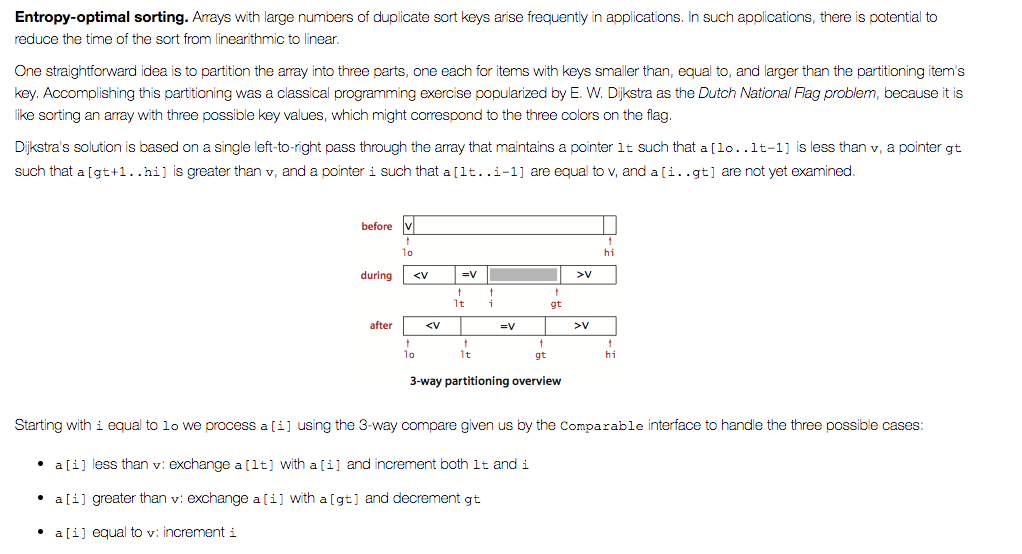 Entropy-optimal sorting. Arrays with large numbers of duplicate sort keys arise frequently in applications. In such applications, there is potential to
reduce the time of the sort from linearithmic to linear.
One straightforward idea is to partition the array into three parts, one each for items with keys smaller than, equal to, and larger than the partitioning item's
key. Accomplishing this partitioning was a classical programming exercise popularized by E. W. Dijkstra as the Dutch National Flag problem, because it is
like sorting an array with three possible key values, which might correspond to the three colors on the flag.
Dijkstra's solution is based on a single left-to-right pass through the array that maintains a pointer lt such that a[lo..lt-1] is less than v, a pointer gt
such that a[gt+1..hi] is greater than v, and a pointer i such that a[lt..i-1] are equal to v, and a[i..gt] are not yet examined.
before v
lo hi
during <v =v >v
lt i gt
after <v =v >v
lo lt gt hi
3-way partitioning overview
Starting with i equal to lo we process a[i] using the 3-way compare given us by the Comparable interface to handle the three possible cases:
• a[i] less than v: exchange a[lt] with a[i] and increment both lt and i
• a[i] greater than v: exchange a[i] with a[gt] and decrement gt
• a[i] equal to v: increment i